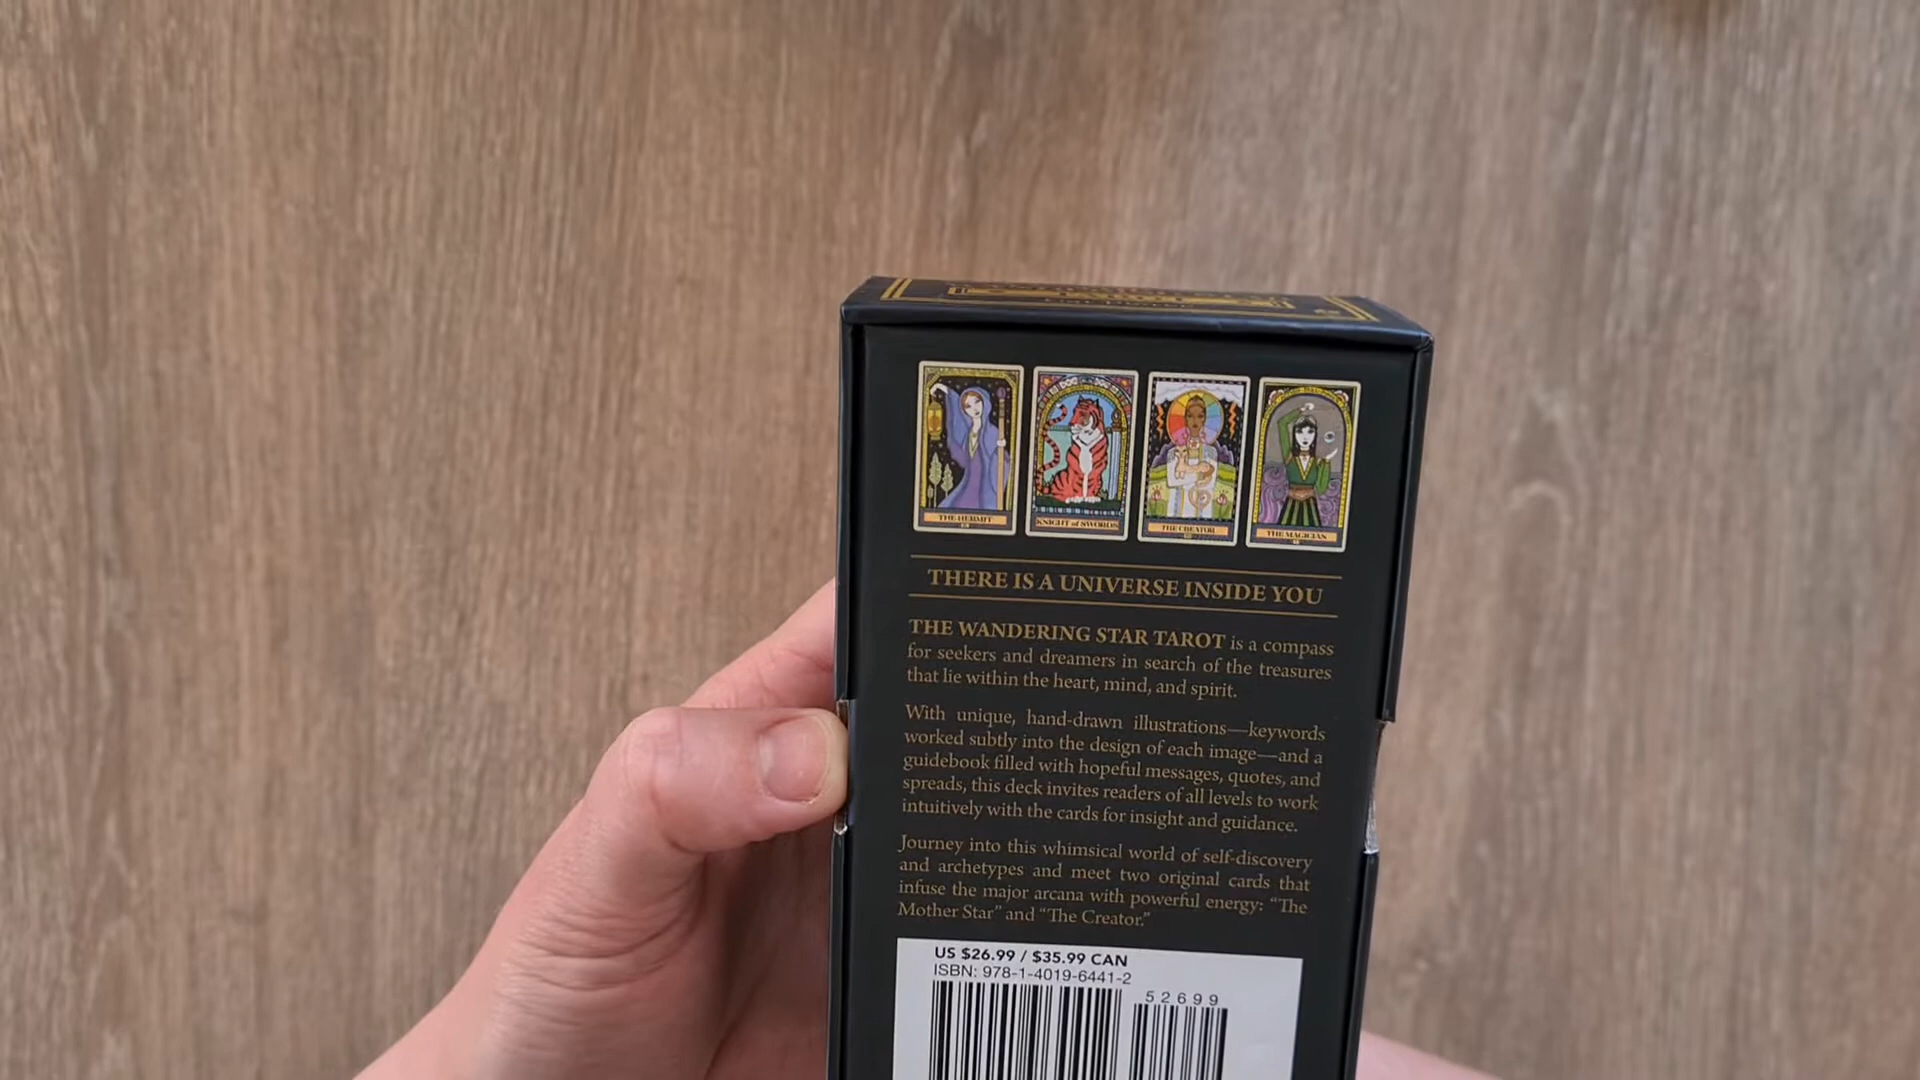 THE HERMIT
KNIGHT of SWORDS
THE CREATOR
THE MAGICIAN
THERE IS A UNIVERSE INSIDE YOU
THE WANDERING STAR TAROT is a compass
for seekers and dreamers in search of the treasures
that lie within the heart, mind, and spirit.
With unique, hand-drawn illustrations—keywords
worked subtly into the design of each image—and a
guidebook filled with hopeful messages, quotes, and
spreads, this deck invites readers of all levels to work
intuitively with the cards for insight and guidance.
Journey into this whimsical world of self-discovery
and archetypes and meet two original cards that
infuse the major arcana with powerful energy: “The
Mother Star” and “The Creator.”
US $26.99 / $35.99 CAN
ISBN: 978-1-4019-6441-2
52699